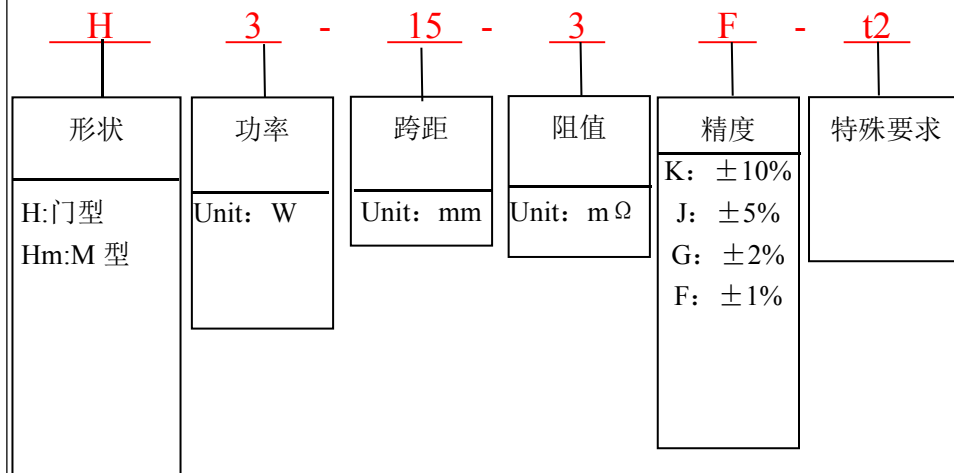 H 3 - 15 - 3 F - t2
形状 功率 跨距 阻值 精度 特殊要求
H:门型
Hm:M 型
Unit：W
Unit：mm
Unit：mΩ
K：±10%
J：±5%
G：±2%
F：±1%